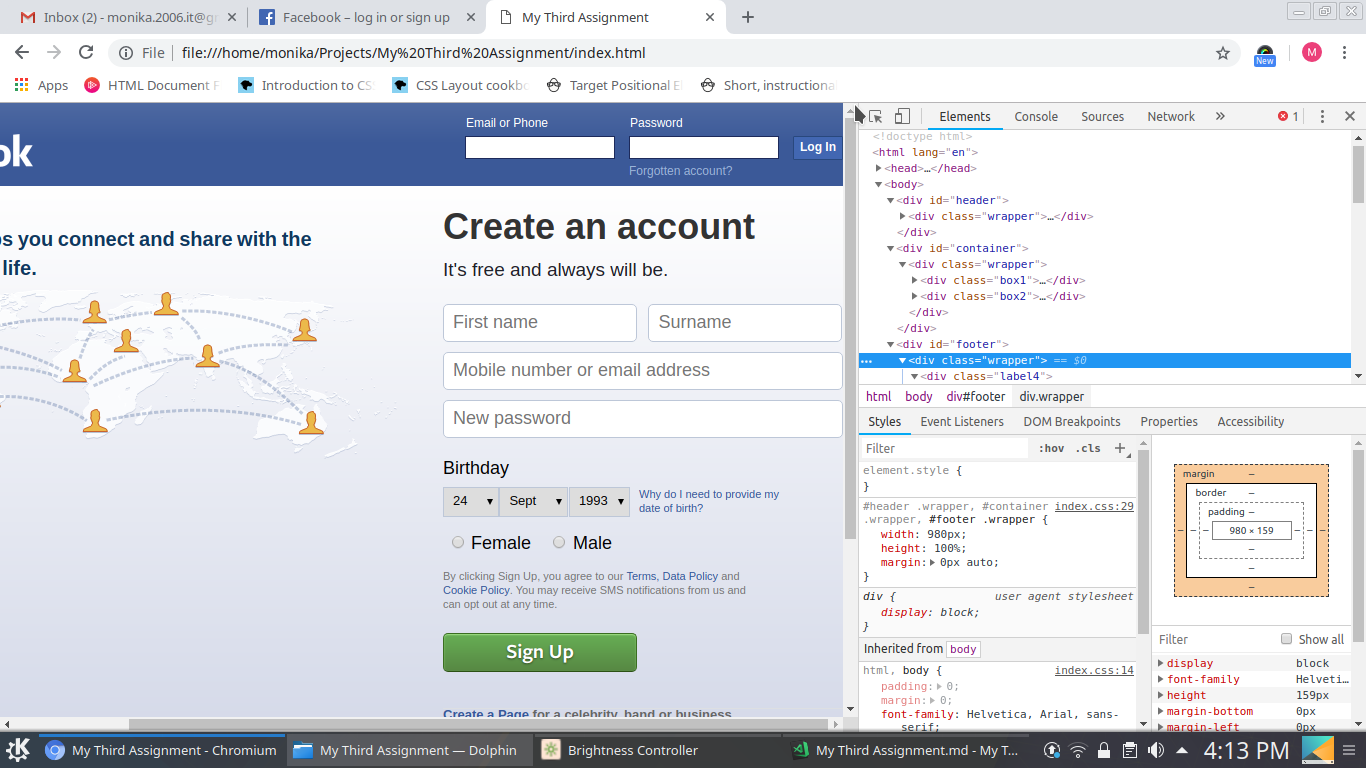 Inbox (2) - monika.2006.it@g
Facebook – log in or sign up
My Third Assignment
File
file:///home/monika/Projects/My%20Third%20Assignment/index.html
New
M
Apps
HTML Document F
Introduction to CS
CSS Layout cookb
Target Positional E
Short, instructional
ok
Email or Phone
Password
Log In
Forgotten account?
you connect and share with the
life.
Create an account
It's free and always will be.
First name
Surname
Mobile number or email address
New password
Birthday
24
Sept
1993
Why do I need to provide my
date of birth?
Female
Male
By clicking Sign Up, you agree to our Terms, Data Policy and
Cookie Policy. You may receive SMS notifications from us and
can opt out at any time.
Sign Up
Create a Page for a celebrity, band or business
Elements Console Sources Network » 1
<!doctype html>
<html lang="en">
<head>…</head>
<body>
<div id="header">
<div class="wrapper">…</div>
</div>
<div id="container">
<div class="wrapper">
<div class="box1">…</div>
<div class="box2">…</div>
</div>
</div>
<div id="footer">
<div class="wrapper"> == $0
<div class="label4">
html body div#footer div.wrapper
Styles Event Listeners DOM Breakpoints Properties Accessibility
Filter :hov .cls +
element.style {
}
#header .wrapper, #container index.css:29
.wrapper, #footer .wrapper {
width: 980px;
height: 100%;
margin: 0px auto;
}
div { user agent stylesheet
display: block;
}
Inherited from body
html, body { index.css:14
padding: 0;
margin: 0;
font-family: Helvetica, Arial, sans-
serif;
margin –
border –
padding –
– – – 980 × 159 – – –
–
–
–
Filter Show all
display block
font-family Helveti…
height 159px
margin-bottom 0px
margin-left 0px
My Third Assignment - Chromium
My Third Assignment — Dolphin
Brightness Controller
My Third Assignment.md - My T...
4:13 PM